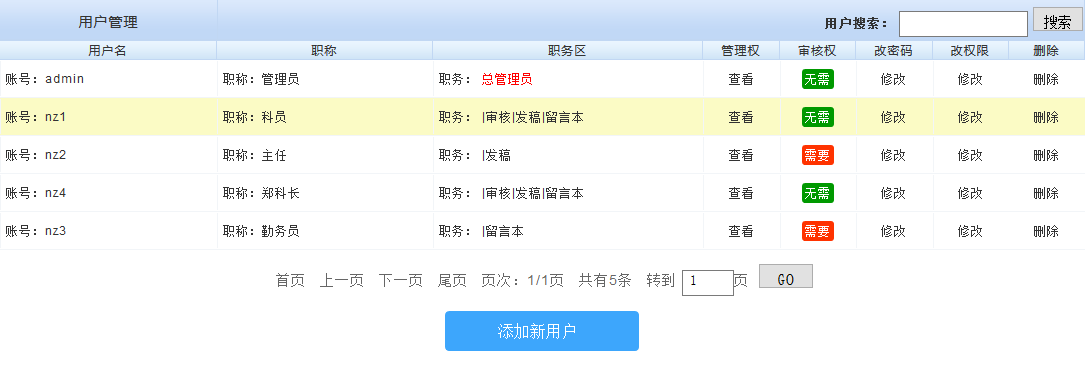 用户管理 用户搜索： 搜索
用户名 职称 职务区 管理权 审核权 改密码 改权限 删除
账号：admin 职称：管理员 职务： 总管理员 查看 无需 修改 修改 删除
账号：nz1 职称：科员 职务： |审核|发稿|留言本 查看 无需 修改 修改 删除
账号：nz2 职称：主任 职务： |发稿 查看 需要 修改 修改 删除
账号：nz4 职称：郑科长 职务： |审核|发稿|留言本 查看 无需 修改 修改 删除
账号：nz3 职称：勤务员 职务： |留言本 查看 需要 修改 修改 删除
首页 上一页 下一页 尾页 页次：1/1页 共有5条 转到 1 页 GO
添加新用户